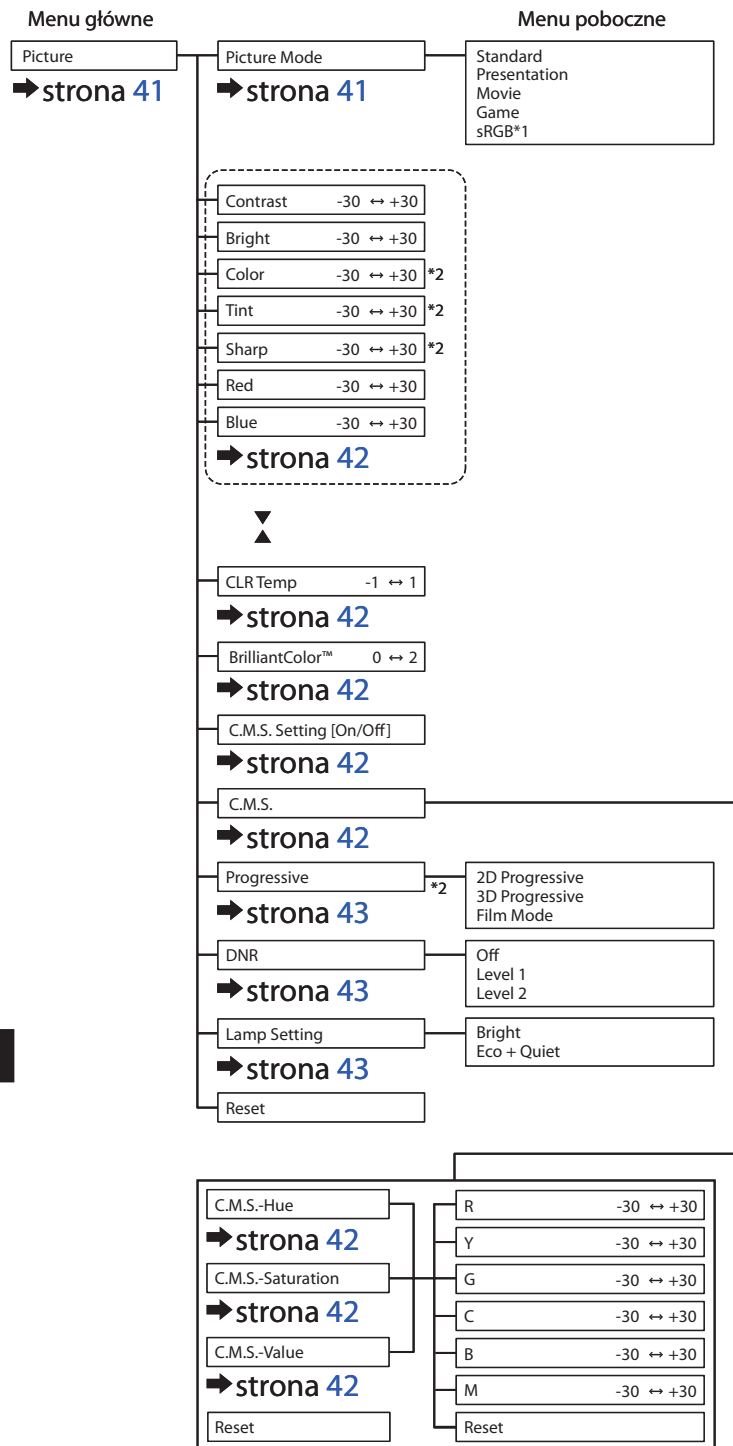 Menu główne
Menu poboczne
Picture
➡strona 41
Picture Mode
➡strona 41
Standard
Presentation
Movie
Game
sRGB*1
Contrast -30 ↔ +30
Bright -30 ↔ +30
Color -30 ↔ +30 *2
Tint -30 ↔ +30 *2
Sharp -30 ↔ +30 *2
Red -30 ↔ +30
Blue -30 ↔ +30
➡strona 42
CLR Temp -1 ↔ 1
➡strona 42
BrilliantColor™ 0 ↔ 2
➡strona 42
C.M.S. Setting [On/Off]
➡strona 42
C.M.S.
➡strona 42
Progressive *2
➡strona 43
2D Progressive
3D Progressive
Film Mode
DNR
➡strona 43
Off
Level 1
Level 2
Lamp Setting
➡strona 43
Bright
Eco + Quiet
Reset
C.M.S.-Hue
➡strona 42
C.M.S.-Saturation
➡strona 42
C.M.S.-Value
➡strona 42
Reset
R -30 ↔ +30
Y -30 ↔ +30
G -30 ↔ +30
C -30 ↔ +30
B -30 ↔ +30
M -30 ↔ +30
Reset